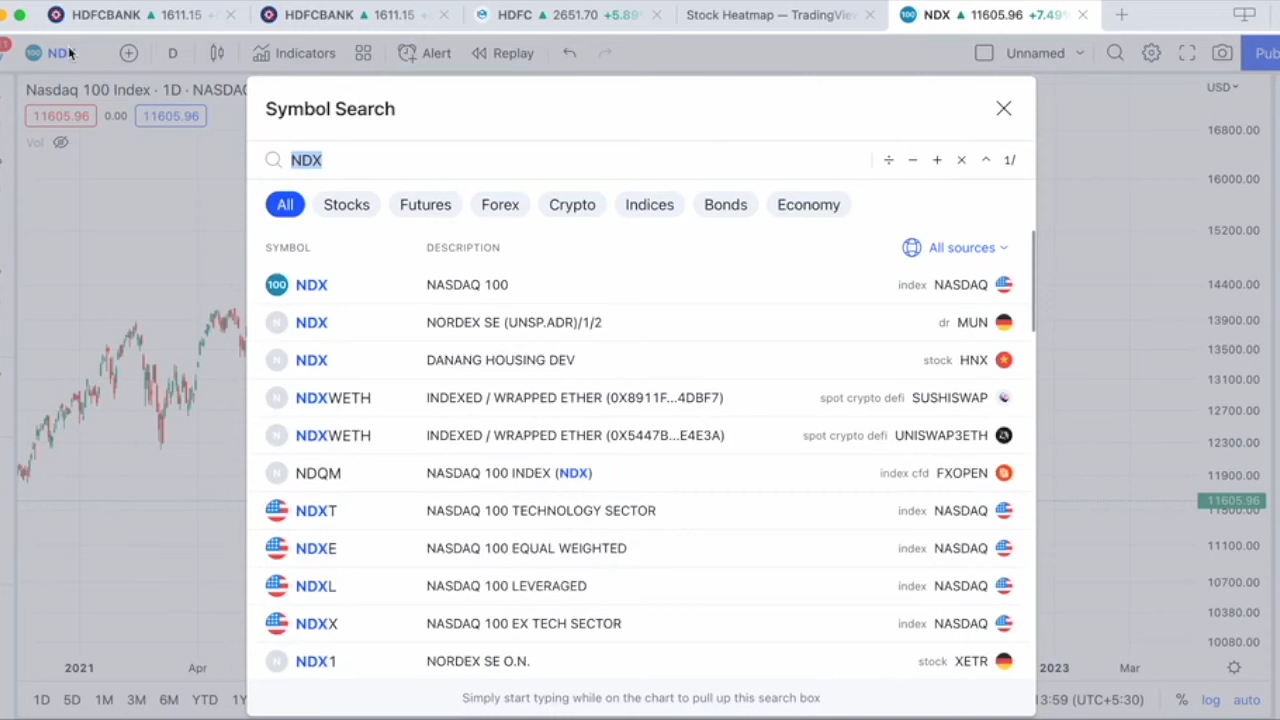 HDFCBANK ▲ 1611.15
HDFCBANK ▲ 1611.15
HDFC ▲ 2651.70 +5.89
Stock Heatmap — TradingView
100 NDX ▲ 11605.96 +7.49
100 NDX
D
Indicators
Alert
Replay
Unnamed
Pub
Nasdaq 100 Index · 1D · NASDAQ
11605.96 0.00 11605.96
Vol
Symbol Search
NDX
÷ − + × ^ 1/
All Stocks Futures Forex Crypto Indices Bonds Economy
SYMBOL DESCRIPTION All sources
100 NDX NASDAQ 100 index NASDAQ
N NDX NORDEX SE (UNSP.ADR)/1/2 dr MUN
N NDX DANANG HOUSING DEV stock HNX
N NDXWETH INDEXED / WRAPPED ETHER (0X8911F...4DBF7) spot crypto defi SUSHISWAP
N NDXWETH INDEXED / WRAPPED ETHER (0X5447B...E4E3A) spot crypto defi UNISWAP3ETH
N NDQM NASDAQ 100 INDEX (NDX) index cfd FXOPEN
NDXT NASDAQ 100 TECHNOLOGY SECTOR index NASDAQ
NDXE NASDAQ 100 EQUAL WEIGHTED index NASDAQ
NDXL NASDAQ 100 LEVERAGED index NASDAQ
NDXX NASDAQ 100 EX TECH SECTOR index NASDAQ
N NDX1 NORDEX SE O.N. stock XETR
Simply start typing while on the chart to pull up this search box
USD
16800.00
16000.00
15200.00
14400.00
13900.00
13500.00
13100.00
12700.00
12300.00
11900.00
11605.96
11500.00
11100.00
10700.00
10380.00
10080.00
2021 Apr 2023 Mar
1D 5D 1M 3M 6M YTD 1Y
3:59 (UTC+5:30) % log auto